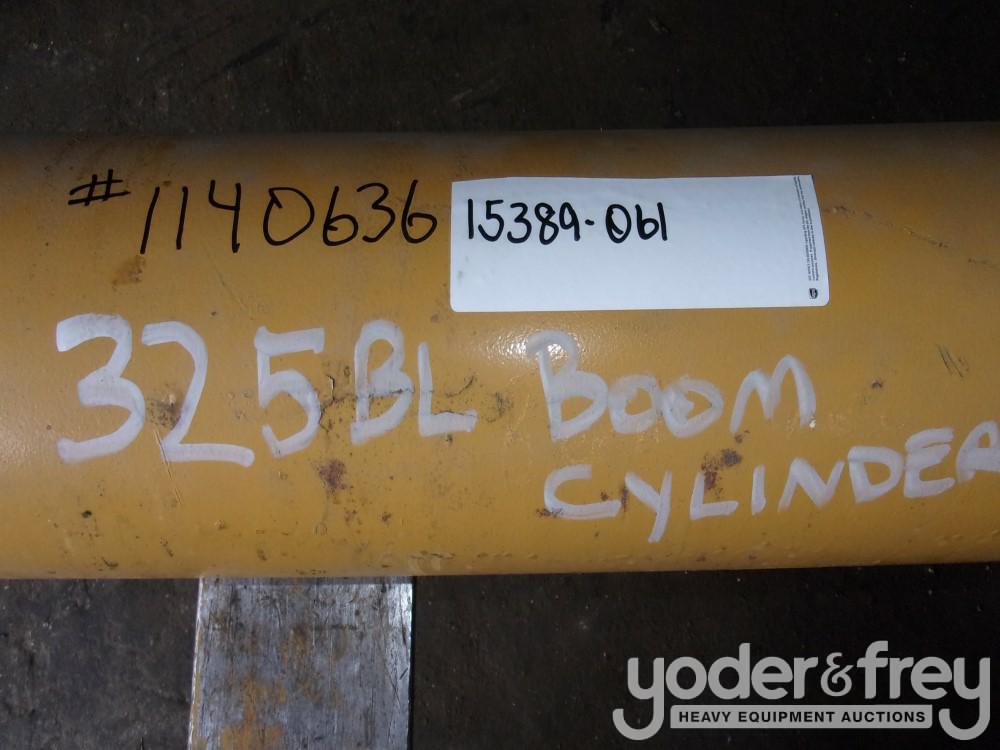 #1140636
15389-061
325BL BOOM
CYLINDER
yoder&frey
HEAVY EQUIPMENT AUCTIONS